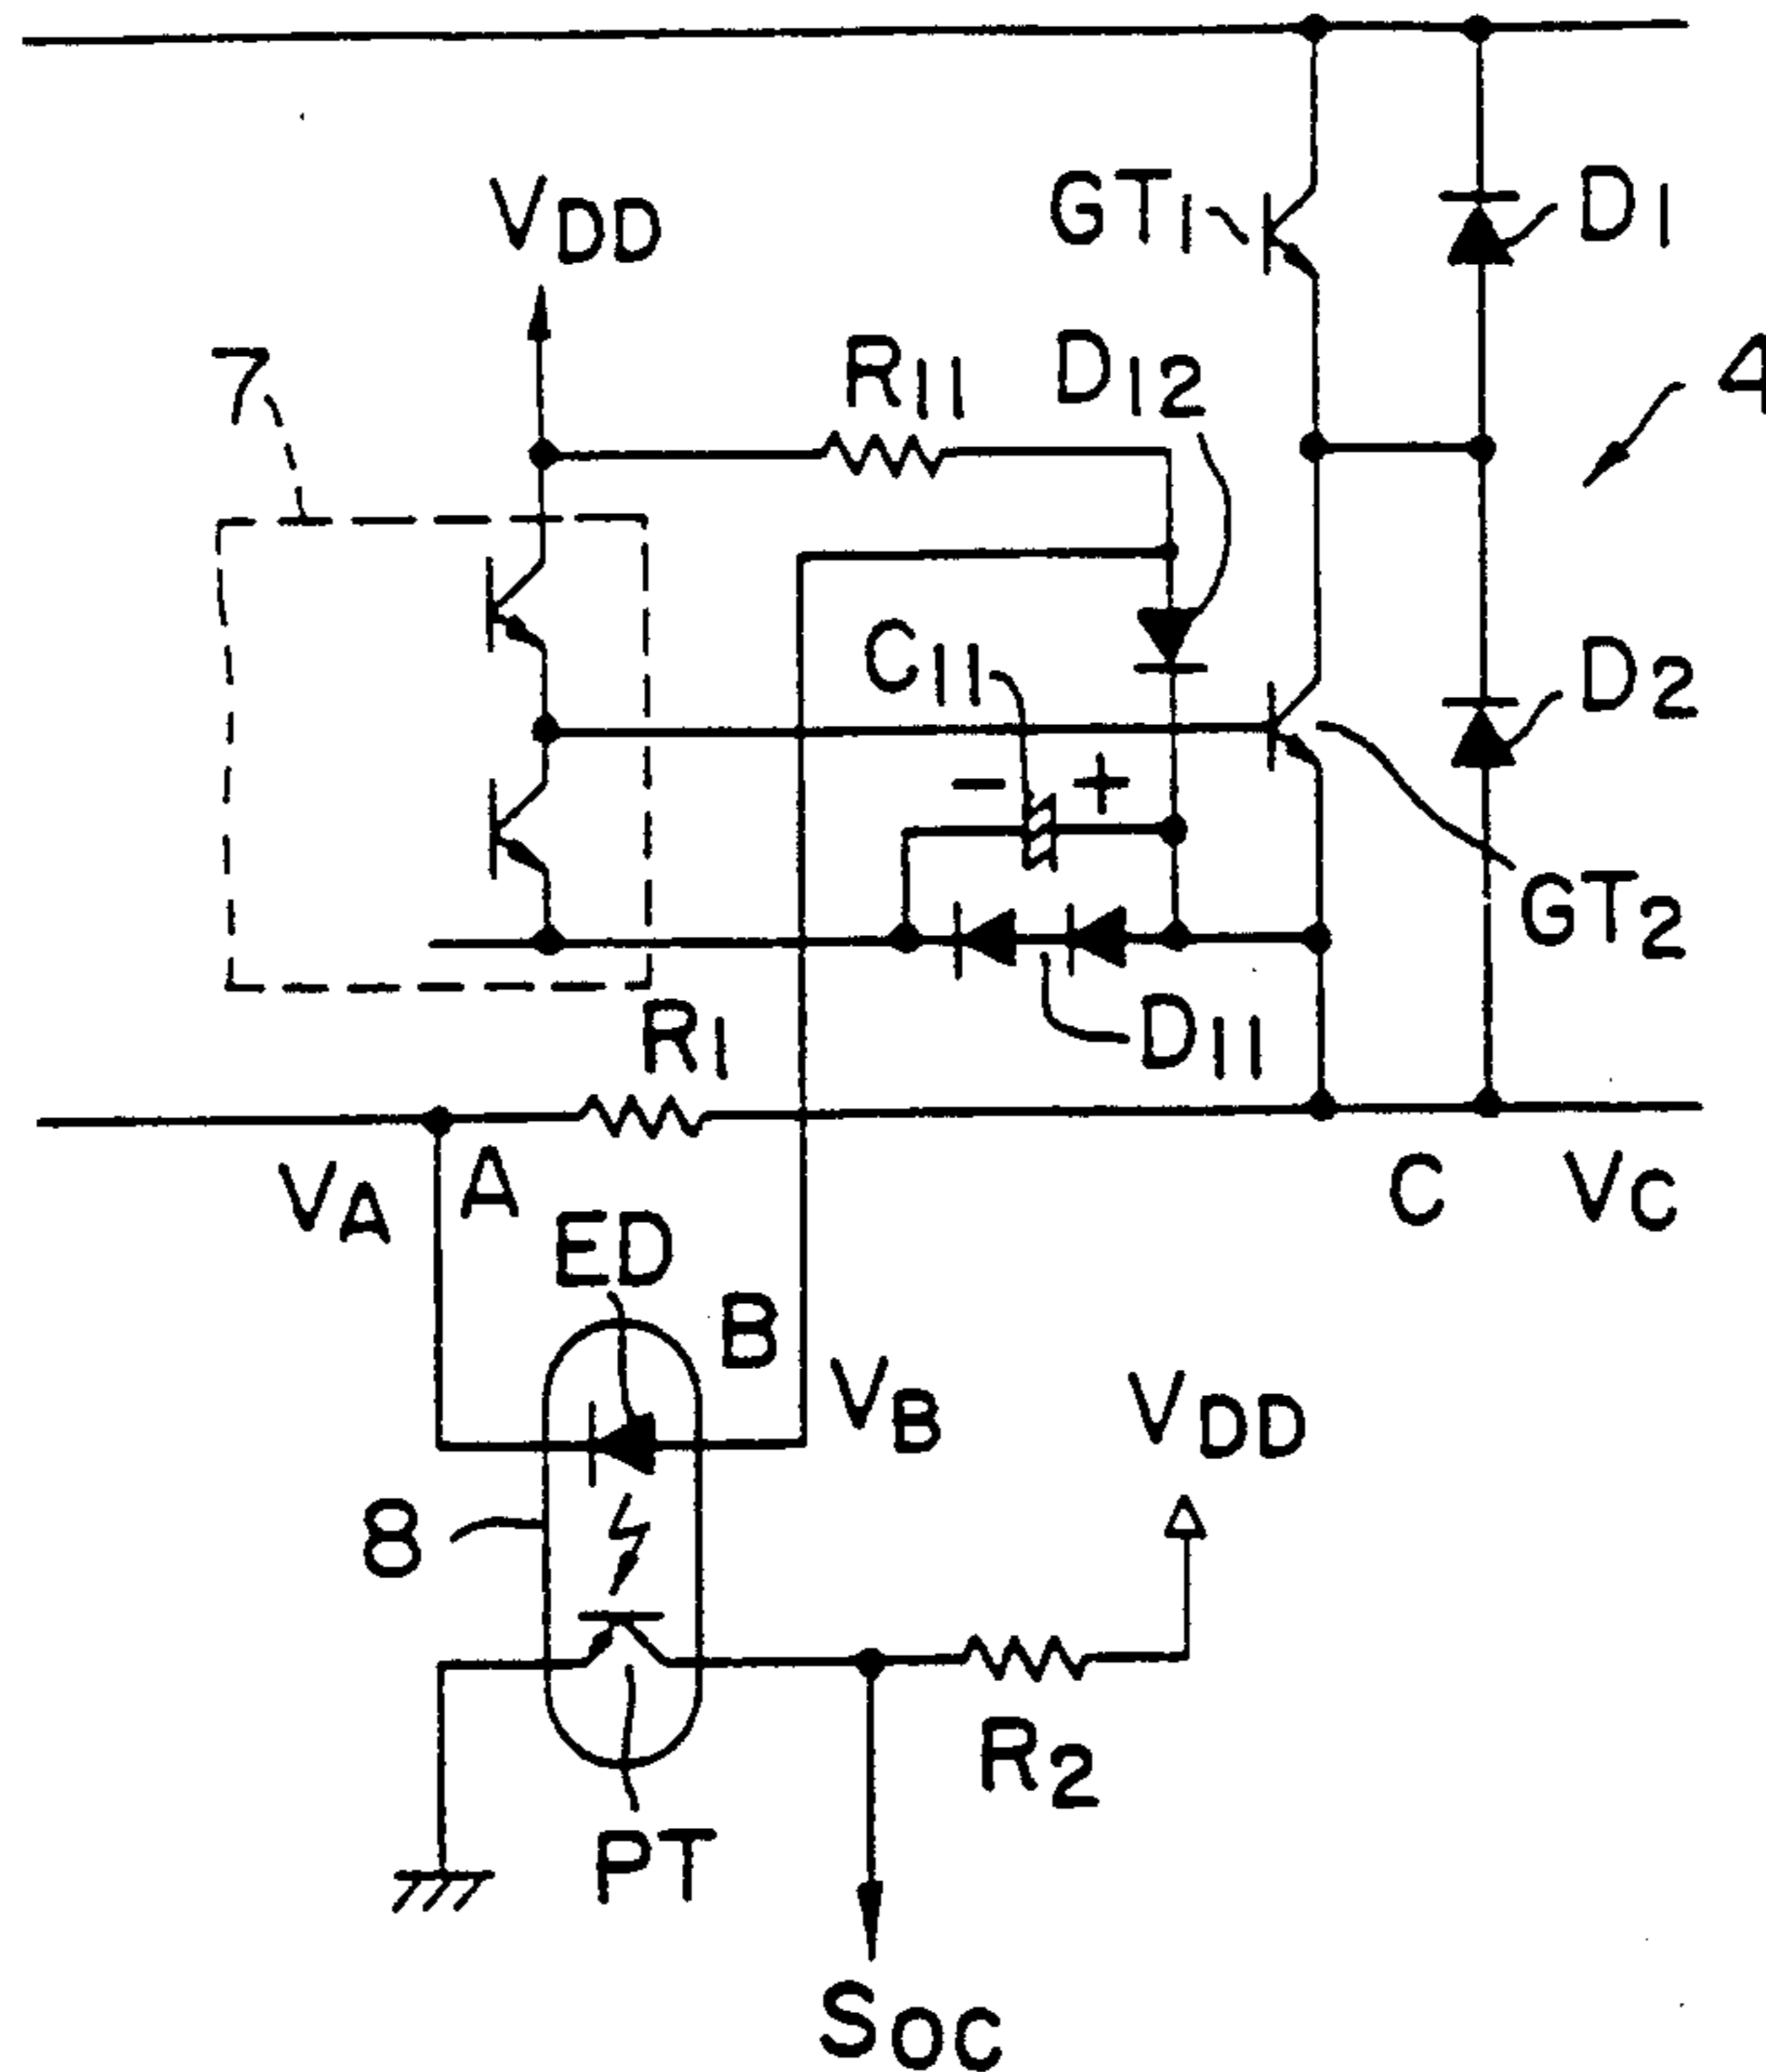 GT1
D1
VDD
7
R11
D12
4
C11
D2
- +
GT2
D11
R1
VA
A
C
VC
ED
B
VB
VDD
8
R2
PT
SOC